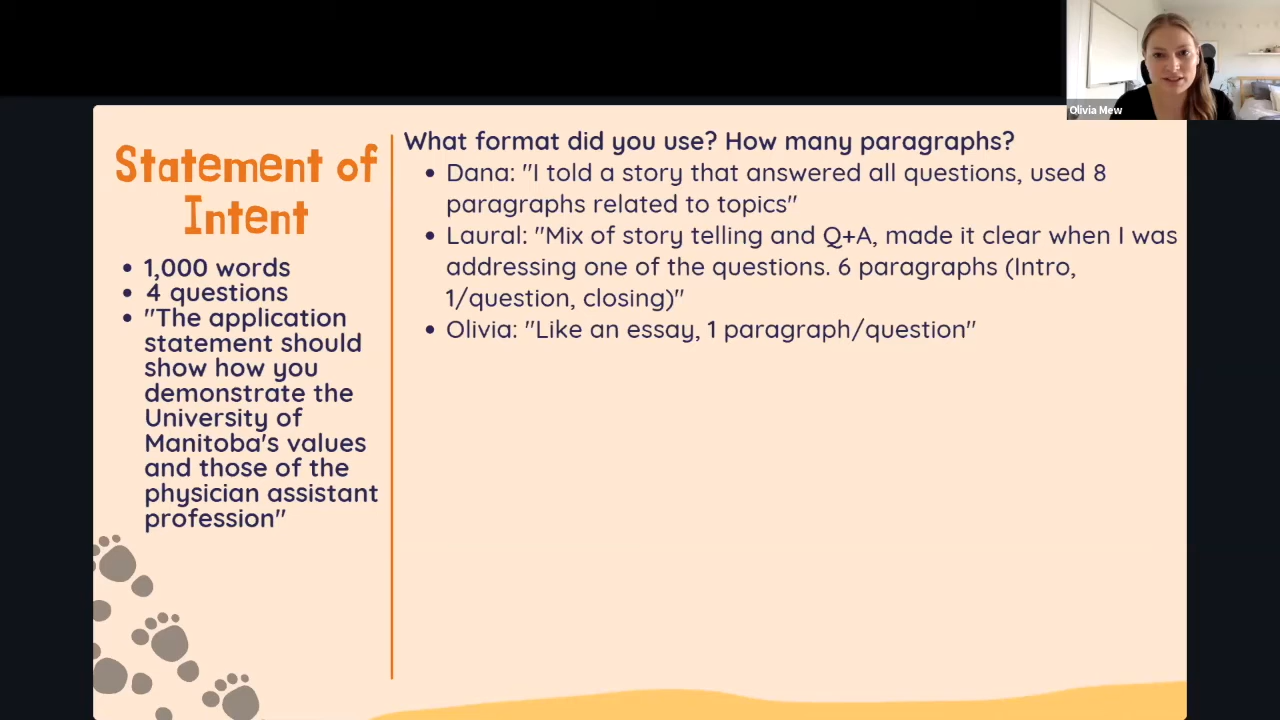 Olivia Mew
Statement of
Intent
• 1,000 words
• 4 questions
• "The application
statement should
show how you
demonstrate the
University of
Manitoba's values
and those of the
physician assistant
profession"
What format did you use? How many paragraphs?
• Dana: "I told a story that answered all questions, used 8
paragraphs related to topics"
• Laural: "Mix of story telling and Q+A, made it clear when I was
addressing one of the questions. 6 paragraphs (Intro,
1/question, closing)"
• Olivia: "Like an essay, 1 paragraph/question"